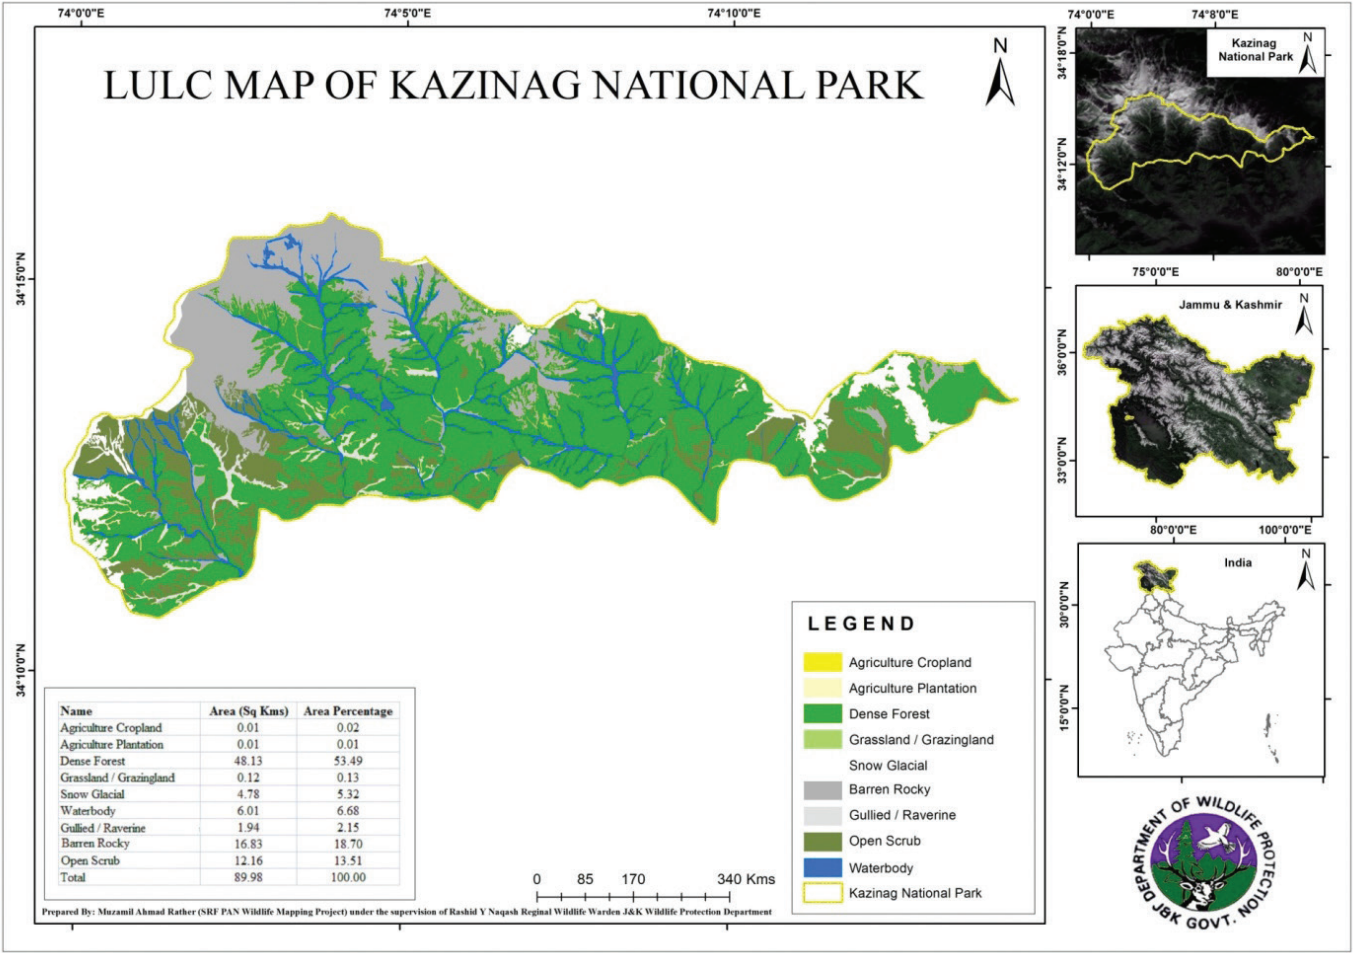 74°0'0"E 74°5'0"E 74°10'0"E
LULC MAP OF KAZINAG NATIONAL PARK
N
34°15'0"N
34°10'0"N
Name Area (Sq Kms) Area Percentage
Agriculture Cropland 0.01 0.02
Agriculture Plantation 0.01 0.01
Dense Forest 48.13 53.49
Grassland / Grazingland 0.12 0.13
Snow Glacial 4.78 5.32
Waterbody 6.01 6.68
Gullied / Raverine 1.94 2.15
Barren Rocky 16.83 18.70
Open Scrub 12.16 13.51
Total 89.98 100.00
0 85 170 340 Kms
Prepared By: Muzamil Ahmad Rather (SRF PAN Wildlife Mapping Project) under the supervision of Rashid Y Naqash Reginal Wildlife Warden J&K Wildlife Protection Department
LEGEND
Agriculture Cropland
Agriculture Plantation
Dense Forest
Grassland / Grazingland
Snow Glacial
Barren Rocky
Gullied / Raverine
Open Scrub
Waterbody
Kazinag National Park
74°0'0"E 74°8'0"E
Kazinag
National Park
N
34°18'0"N
34°12'0"N
75°0'0"E 80°0'0"E
Jammu & Kashmir
N
36°0'0"N
33°0'0"N
80°0'0"E 100°0'0"E
India
N
30°0'0"N
15°0'0"N
DEPARTMENT OF WILDLIFE PROTECTION
J&K GOVT.